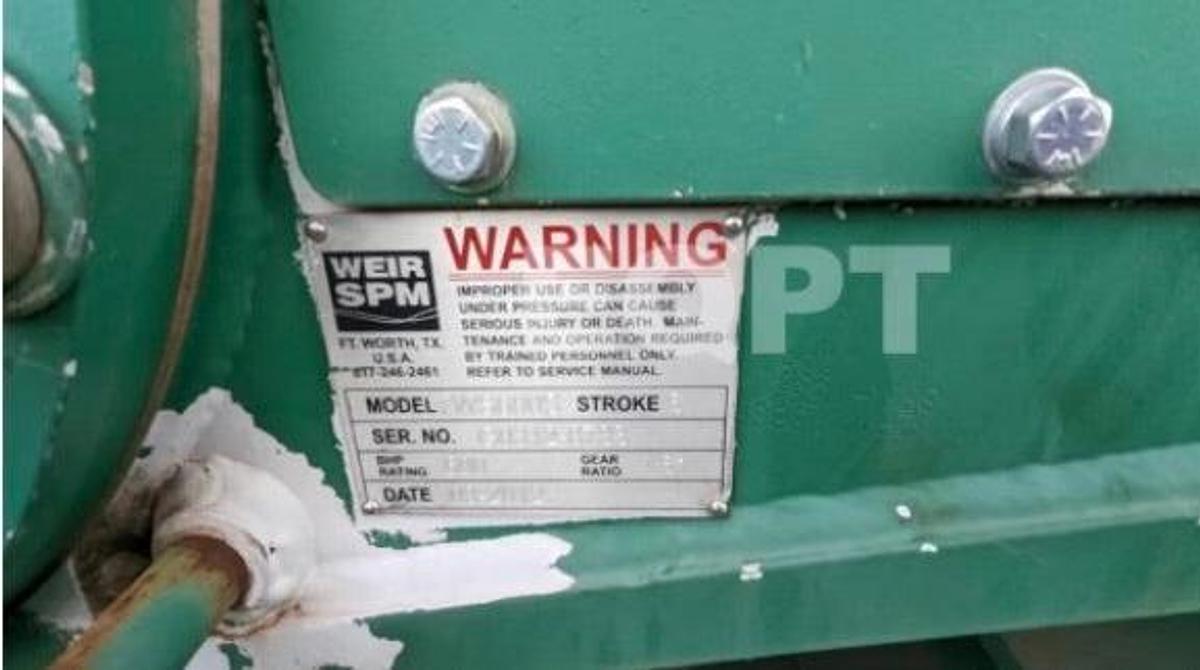 WARNING
WEIR
SPM
IMPROPER USE OR DISASSEMBLY
UNDER PRESSURE CAN CAUSE
SERIOUS INJURY OR DEATH. MAIN-
TENANCE AND OPERATION REQUIRED
BY TRAINED PERSONNEL ONLY.
REFER TO SERVICE MANUAL.
FT. WORTH, TX.
U.S.A.
877-246-2461
MODEL STROKE
SER. NO.
BHP RATING GEAR RATIO
DATE
PT